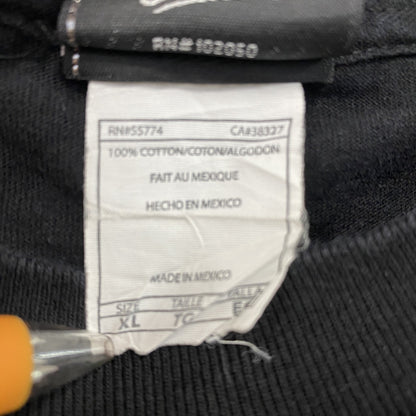 RN#102050
RN#55774 CA#38327
100% COTTON/COTON/ALGODON
FAIT AU MEXIQUE
HECHO EN MEXICO
MADE IN MEXICO
SIZE TAILLE TALLA
XL TG